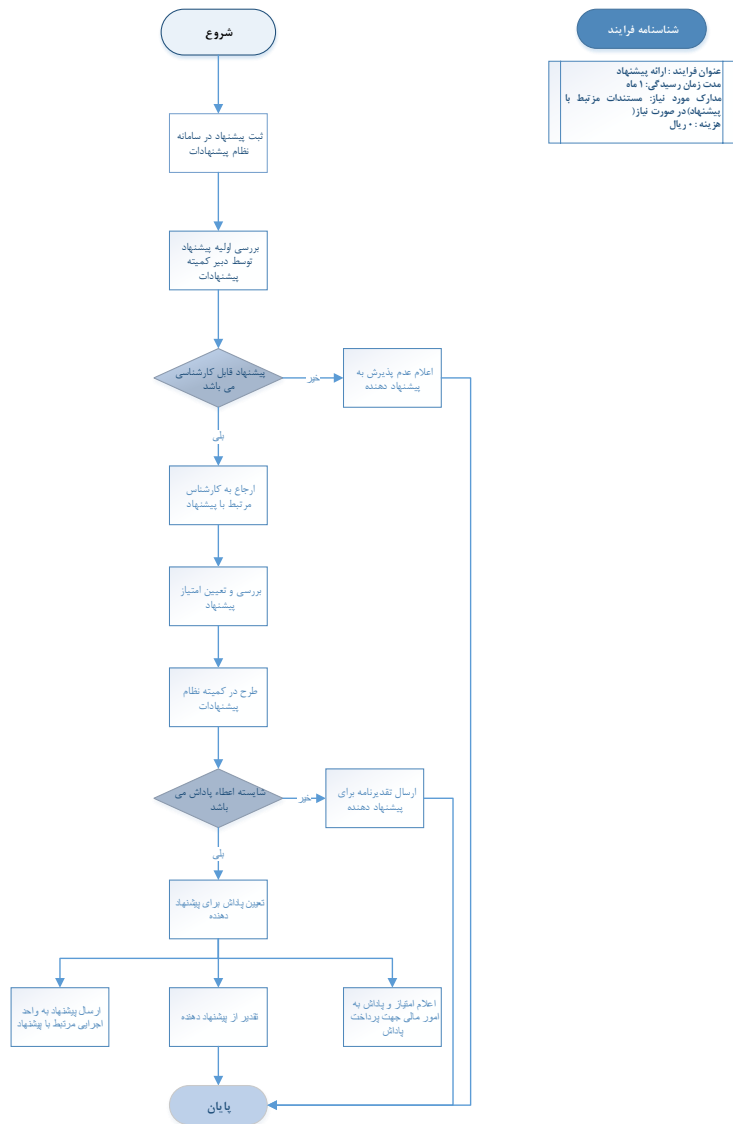 شروع
شناسنامه فرایند
عنوان فرایند : ارائه پیشنهاد
مدت زمان رسیدگی: ۱ ماه
مدارک مورد نیاز: مستندات مرتبط با
پیشنهاد)در صورت نیاز(
هزینه : ۰ ریال
ثبت پیشنهاد در سامانه
نظام پیشنهادات
بررسی اولیه پیشنهاد
توسط دبیر کمیته
پیشنهادات
پیشنهاد قابل کارشناسی
می باشد
خیر
اعلام عدم پذیرش به
پیشنهاد دهنده
بلی
ارجاع به کارشناس
مرتبط با پیشنهاد
بررسی و تعیین امتیاز
پیشنهاد
طرح در کمیته نظام
پیشنهادات
شایسته اعطاء پاداش می
باشد
خیر
ارسال تقدیرنامه برای
پیشنهاد دهنده
بلی
تعیین پاداش برای پیشنهاد
دهنده
اعلام امتیاز و پاداش به
امور مالی جهت پرداخت
پاداش
تقدیر از پیشنهاد دهنده
ارسال پیشنهاد به واحد
اجرایی مرتبط با پیشنهاد
پایان